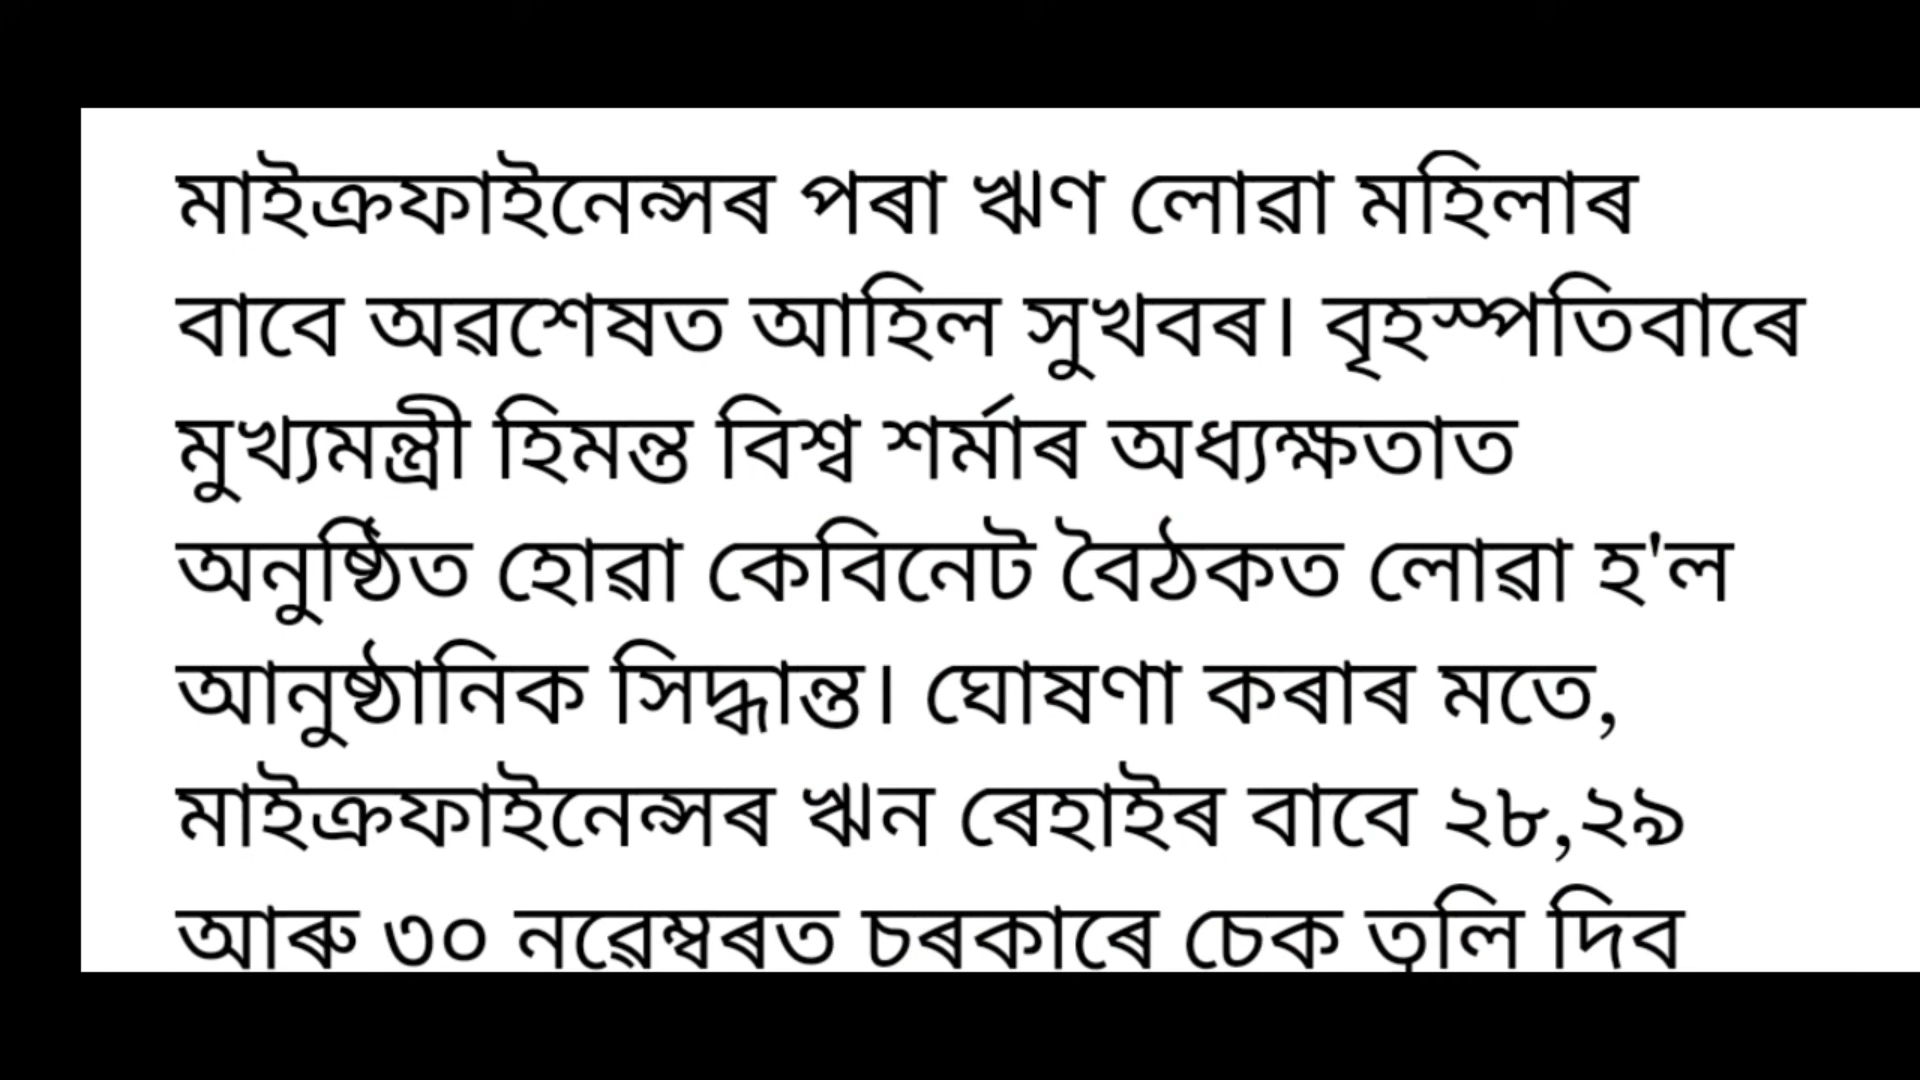 মাইক্ৰফাইনেন্সৰ পৰা ঋণ লোৱা মহিলাৰ
বাবে অৱশেষত আহিল সুখবৰ। বৃহস্পতিবাৰে
মুখ্যমন্ত্ৰী হিমন্ত বিশ্ব শৰ্মাৰ অধ্যক্ষতাত
অনুষ্ঠিত হোৱা কেবিনেট বৈঠকত লোৱা হ'ল
আনুষ্ঠানিক সিদ্ধান্ত। ঘোষণা কৰাৰ মতে,
মাইক্ৰফাইনেন্সৰ ঋন ৰেহাইৰ বাবে ২৮,২৯
আৰু ৩০ নৱেম্বৰত চৰকাৰে চেক তুলি দিব